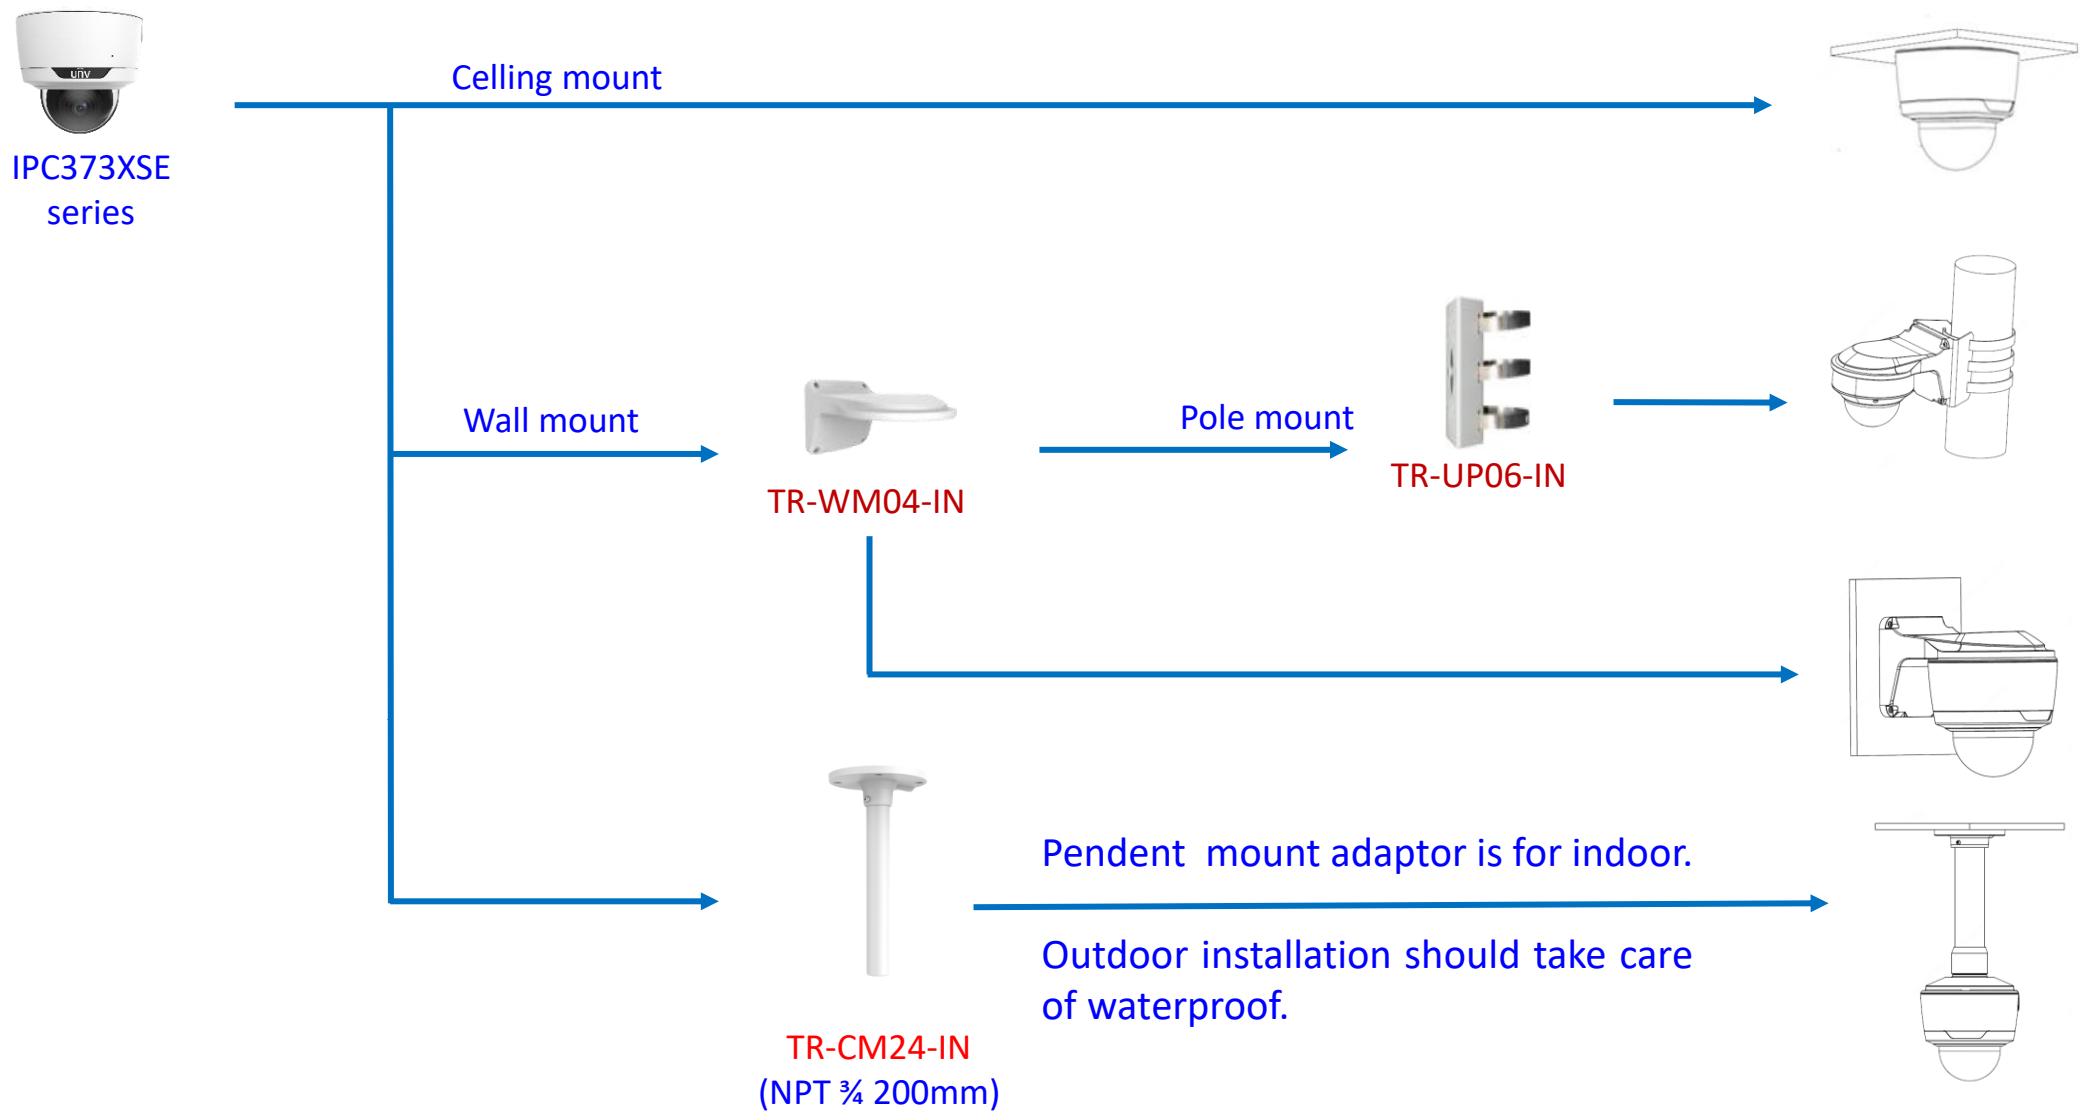 unv
IPC373XSE
series
Celling mount
Wall mount
TR-WM04-IN
Pole mount
TR-UP06-IN
Pendent  mount adaptor is for indoor.
Outdoor installation should take care
of waterproof.
TR-CM24-IN
(NPT ¾ 200mm)